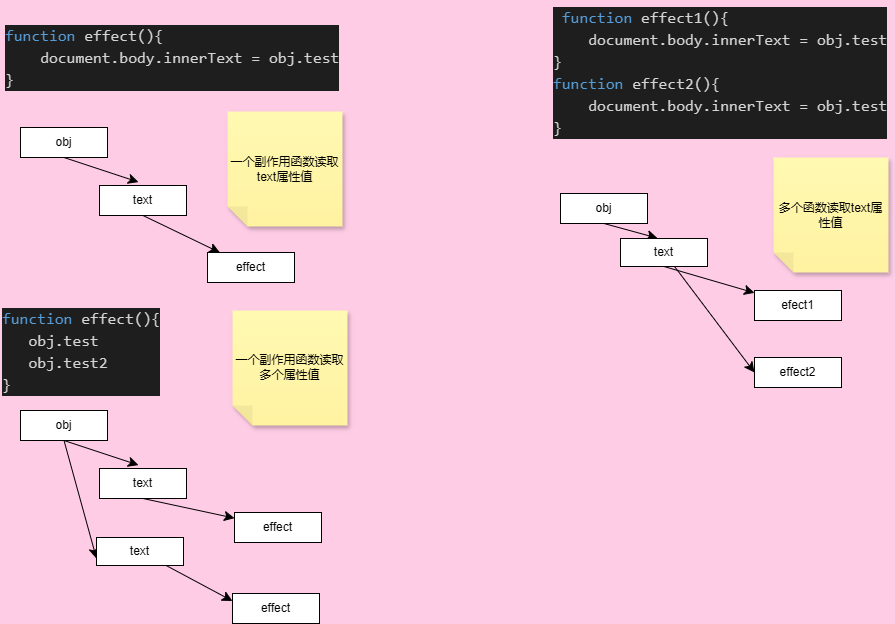 function effect(){
    document.body.innerText = obj.test
}
obj
text
effect
一个副作用函数读取
text属性值
function effect(){
   obj.test
   obj.test2
}
一个副作用函数读取
多个属性值
obj
text
effect
text
effect
function effect1(){
    document.body.innerText = obj.test
}
function effect2(){
    document.body.innerText = obj.test
}
多个函数读取text属
性值
obj
text
efect1
effect2